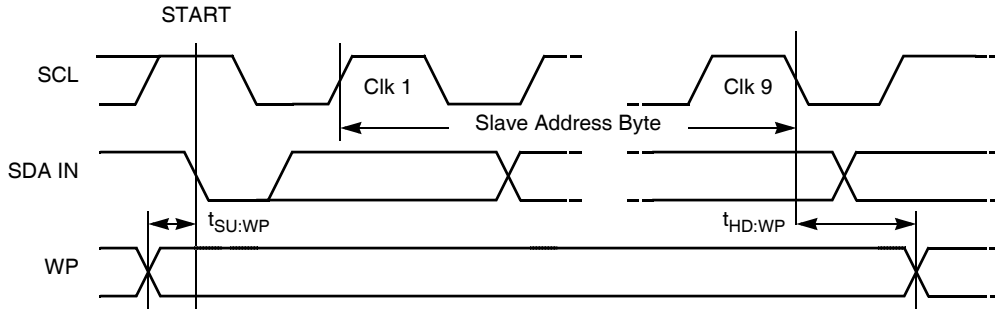 START
SCL
Clk 1
Clk 9
Slave Address Byte
SDA IN
tSU:WP
tHD:WP
WP